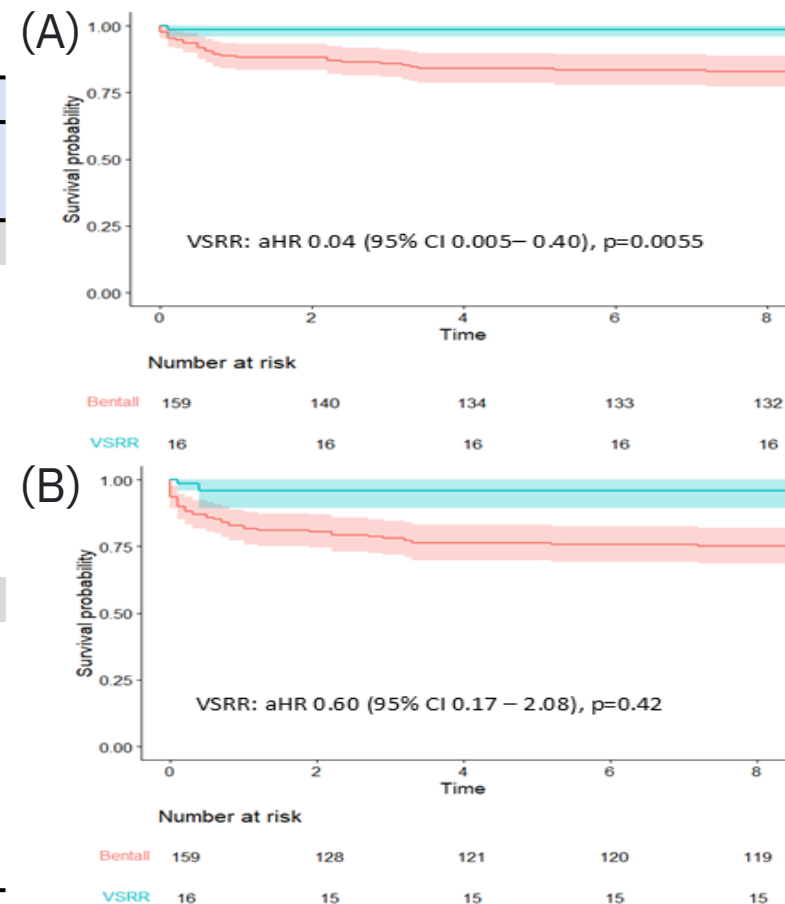 (A)
1.00
0.75
0.50
0.25
0.00
Survival probability
VSRR: aHR 0.04 (95% CI 0.005– 0.40), p=0.0055
0 2 4 6 8
Time
Number at risk
Bentall 159 140 134 133 132
VSRR 16 16 16 16 16
(B)
1.00
0.75
0.50
0.25
0.00
Survival probability
VSRR: aHR 0.60 (95% CI 0.17 – 2.08), p=0.42
0 2 4 6 8
Time
Number at risk
Bentall 159 128 121 120 119
VSRR 16 15 15 15 15